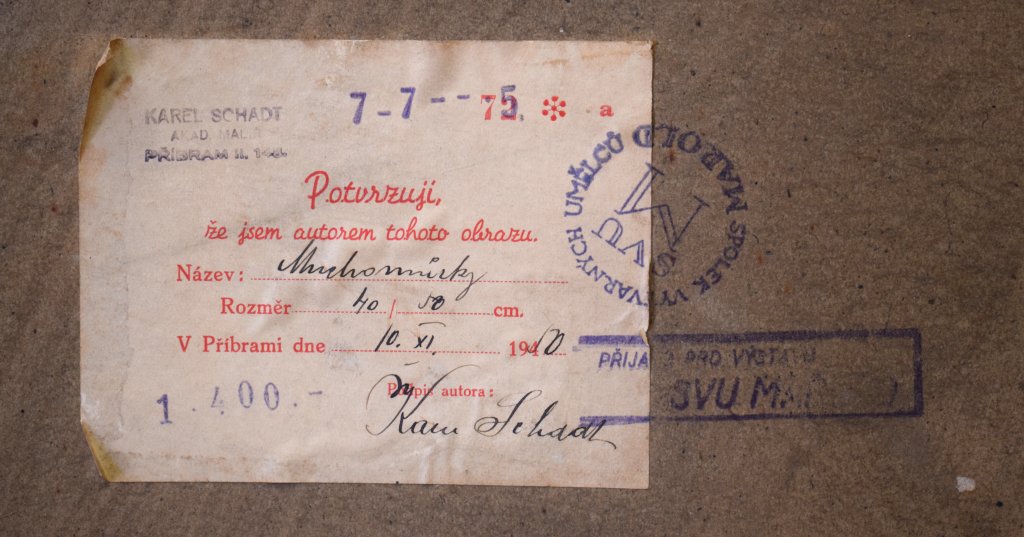 KAREL SCHADT
AKAD. MALÍŘ
PŘÍBRAM II. 148.
7-7-- 5 a
Potvrzuji,
že jsem autorem tohoto obrazu.
Název: Muchomůrky
Rozměr 40/50 cm.
V Příbrami dne 10. XI. 1940
1.400.-
Podpis autora:
Karel Schadt
SPOLEK VÝTVARNÝCH UMĚLCŮ MAROLD
SVU
PŘIJATO PRO VÝSTAVU
SVU MAROLD